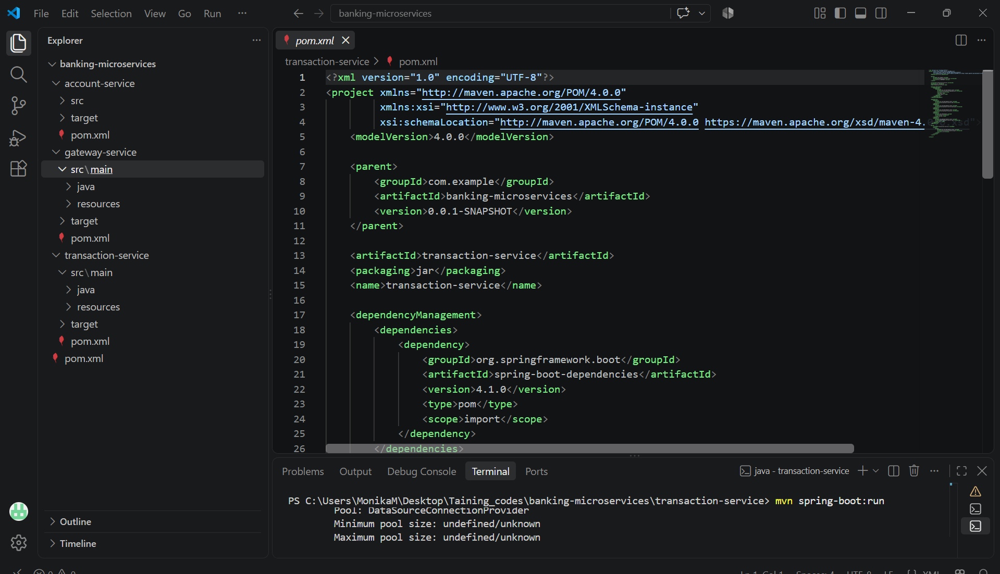 File Edit Selection View Go Run ···
banking-microservices
Explorer
banking-microservices
account-service
src
target
pom.xml
gateway-service
src\main
java
resources
target
pom.xml
transaction-service
src\main
java
resources
target
pom.xml
pom.xml
Outline
Timeline
pom.xml
transaction-service > pom.xml
1 <?xml version="1.0" encoding="UTF-8"?>
2 <project xmlns="http://maven.apache.org/POM/4.0.0"
3 xmlns:xsi="http://www.w3.org/2001/XMLSchema-instance"
4 xsi:schemaLocation="http://maven.apache.org/POM/4.0.0 https://maven.apache.org/xsd/maven-4.0.0.xsd">
5 <modelVersion>4.0.0</modelVersion>
6
7 <parent>
8 <groupId>com.example</groupId>
9 <artifactId>banking-microservices</artifactId>
10 <version>0.0.1-SNAPSHOT</version>
11 </parent>
12
13 <artifactId>transaction-service</artifactId>
14 <packaging>jar</packaging>
15 <name>transaction-service</name>
16
17 <dependencyManagement>
18 <dependencies>
19 <dependency>
20 <groupId>org.springframework.boot</groupId>
21 <artifactId>spring-boot-dependencies</artifactId>
22 <version>4.1.0</version>
23 <type>pom</type>
24 <scope>import</scope>
25 </dependency>
26 </dependencies>
Problems Output Debug Console Terminal Ports
java - transaction-service
PS C:\Users\MonikaM\Desktop\Taining_codes\banking-microservices\transaction-service> mvn spring-boot:run
Pool: DataSourceConnectionProvider
Minimum pool size: undefined/unknown
Maximum pool size: undefined/unknown